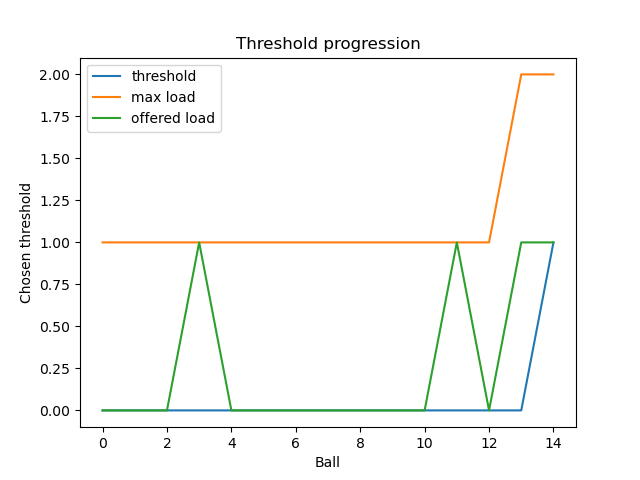 Threshold progression
threshold
max load
offered load
2.00
1.75
1.50
1.25
1.00
0.75
0.50
0.25
0.00
Chosen threshold
0 2 4 6 8 10 12 14
Ball